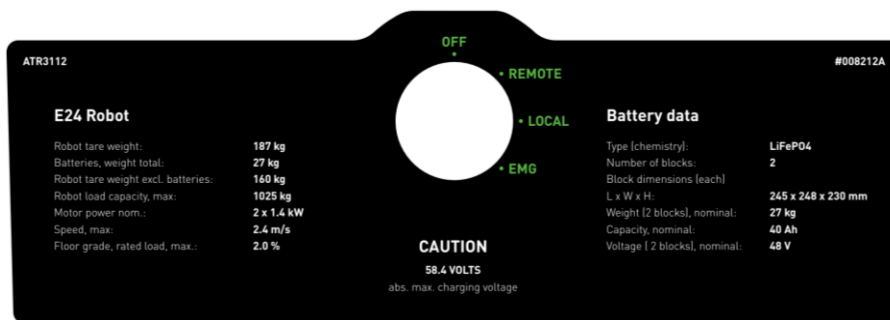 OFF
ATR3112
• REMOTE
#008212A
E24 Robot
Battery data
• LOCAL
Robot tare weight: 187 kg
Type (chemistry): LiFePO4
Batteries, weight total: 27 kg
Number of blocks: 2
• EMG
Robot tare weight excl. batteries: 160 kg
Block dimensions (each)
Robot load capacity, max: 1025 kg
L x W x H: 245 x 248 x 230 mm
Motor power nom.: 2 x 1.4 kW
Weight (2 blocks), nominal: 27 kg
Speed, max: 2.4 m/s
Capacity, nominal: 40 Ah
Floor grade, rated load, max.: 2.0 %
Voltage ( 2 blocks), nominal: 48 V
CAUTION
58.4 VOLTS
abs. max. charging voltage